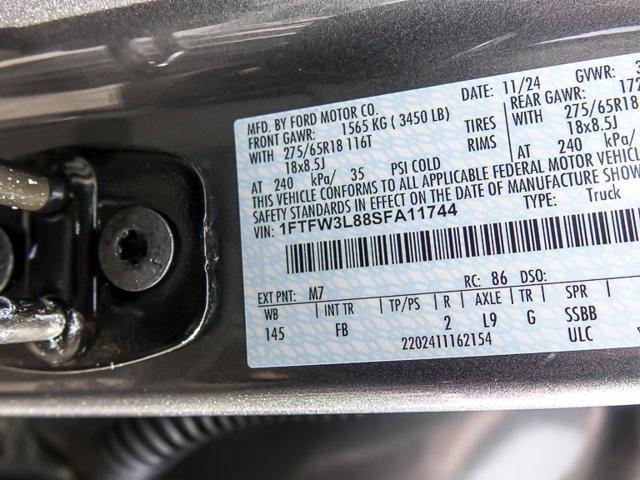 MFD. BY FORD MOTOR CO.
DATE: 11/24 GVWR: 3
FRONT GAWR: 1565 KG ( 3450 LB) REAR GAWR: 172
WITH 275/65R18 116T TIRES WITH 275/65R18
18x8.5J RIMS 18x8.5J
AT 240 kPa/ 35 PSI COLD AT 240 kPa/
THIS VEHICLE CONFORMS TO ALL APPLICABLE FEDERAL MOTOR VEHICLE
SAFETY STANDARDS IN EFFECT ON THE DATE OF MANUFACTURE SHOW
VIN: 1FTFW3L88SFA11744 TYPE: Truck
RC: 86 DSO:
EXT PNT: M7
WB INT TR TP/PS R AXLE TR SPR
145 FB 2 L9 G SSBB
2202411162154 ULC